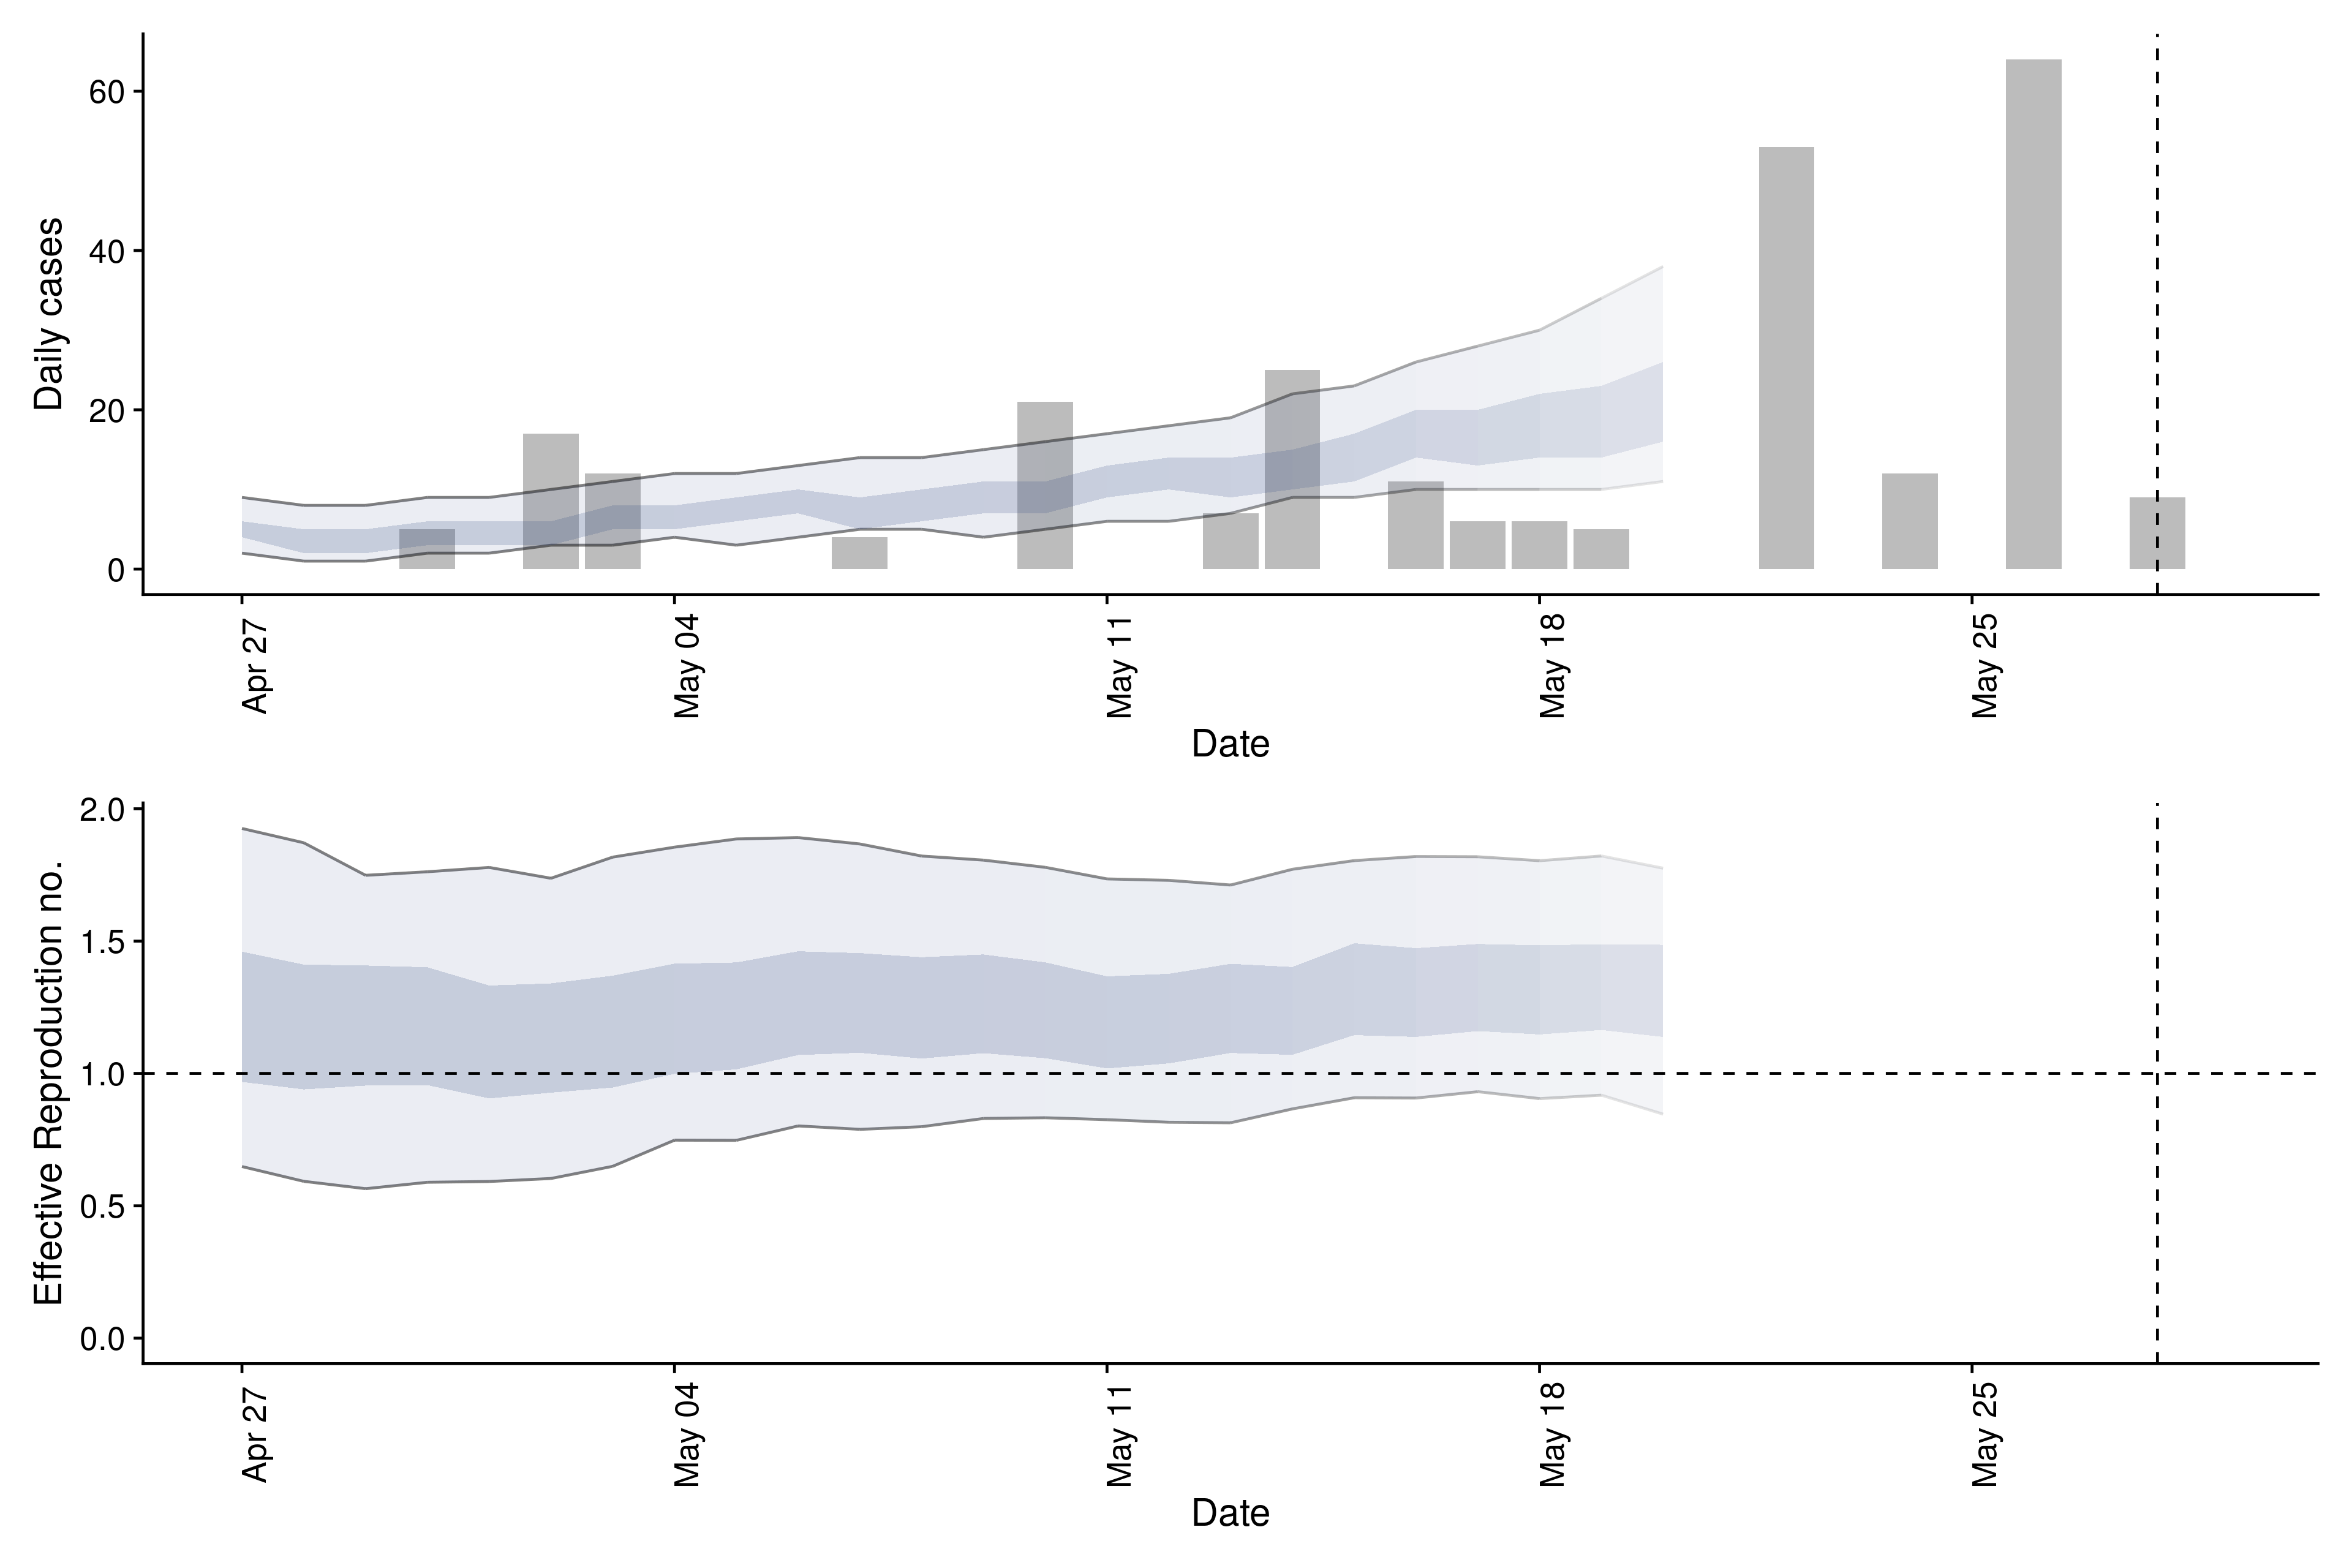 Daily cases
60
40
20
0
Apr 27
May 04
May 11
May 18
May 25
Date
Effective Reproduction no.
2.0
1.5
1.0
0.5
0.0
Apr 27
May 04
May 11
May 18
May 25
Date